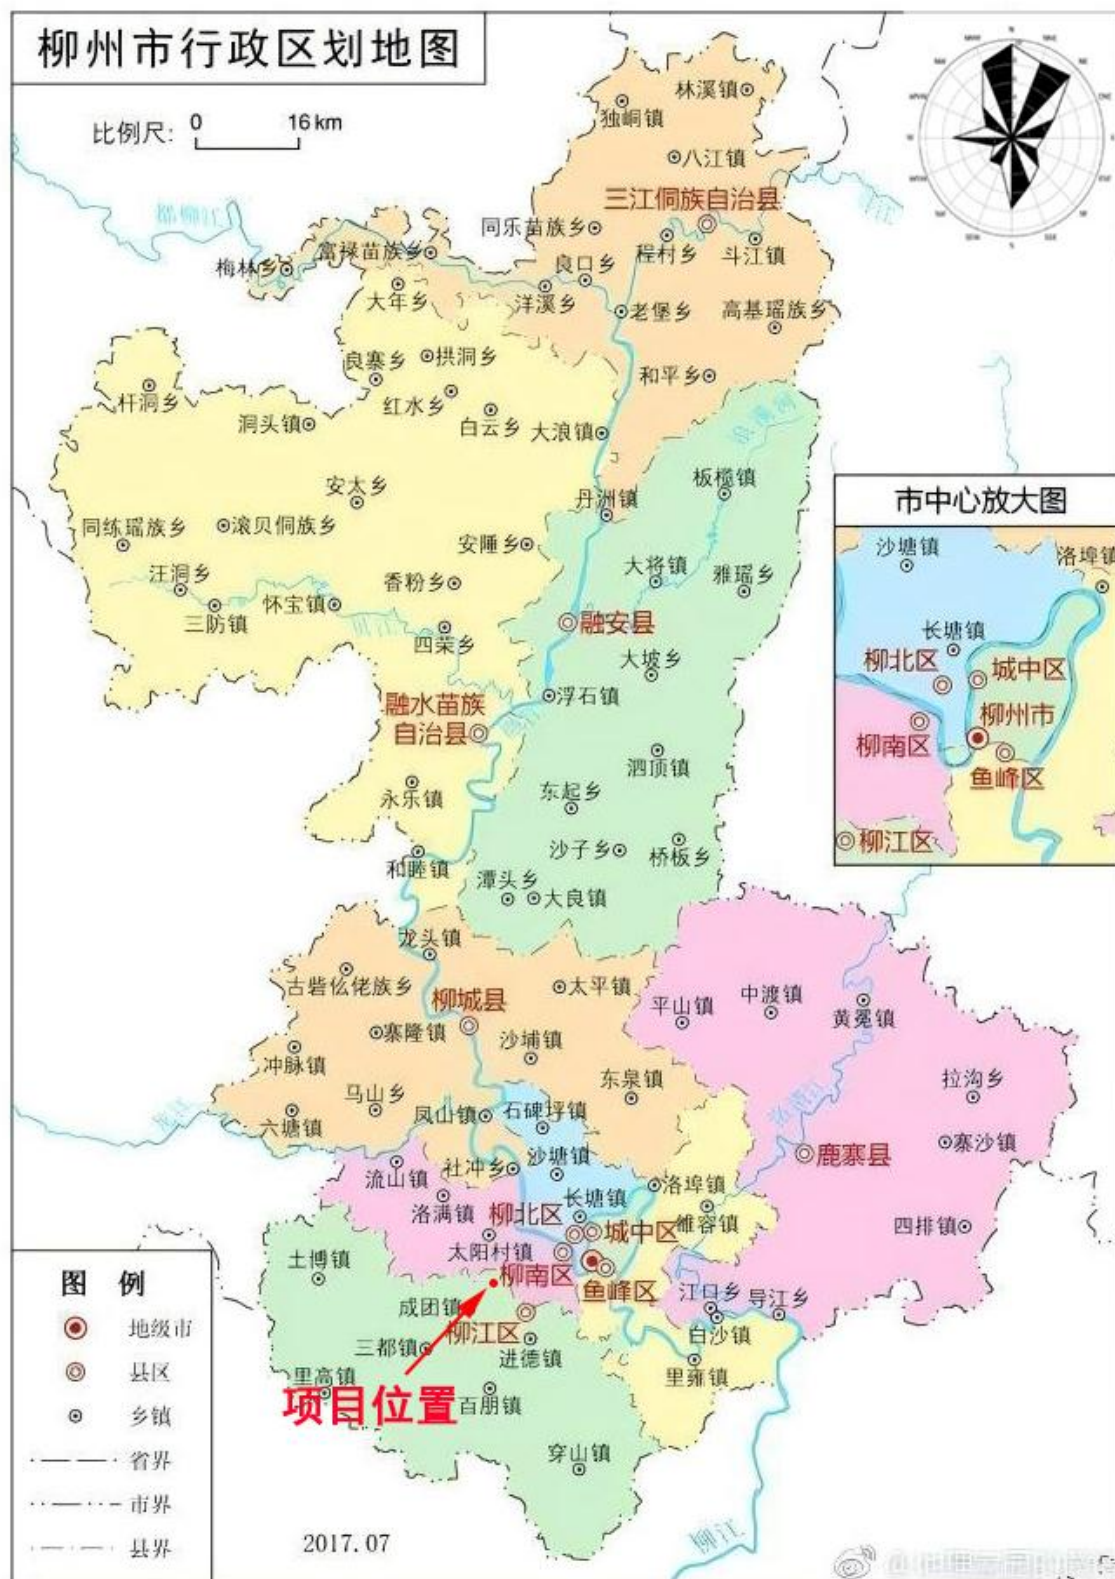 柳州市行政区划地图
比例尺: 0 16 km
林溪镇
独峒镇
八江镇
三江侗族自治县
都柳江
同乐苗族乡
程村乡
斗江镇
富禄苗族乡
梅林乡
良口乡
大年乡
洋溪乡
老堡乡
高基瑶族乡
良寨乡
拱洞乡
和平乡
杆洞乡
红水乡
洞头镇
白云乡
大浪镇
浪溪河
安太乡
板榄镇
丹洲镇
市中心放大图
同练瑶族乡
滚贝侗族乡
安陲乡
沙塘镇
洛埠镇
汪洞乡
香粉乡
大将镇
雅瑶乡
三防镇
怀宝镇
融安县
四荣乡
长塘镇
大坡乡
柳北区
城中区
融水苗族
自治县
浮石镇
柳州市
柳南区
鱼峰区
泗顶镇
永乐镇
东起乡
柳江区
沙子乡
桥板乡
和睦镇
潭头乡
大良镇
龙头镇
古砦仫佬族乡
太平镇
柳城县
平山镇
中渡镇
黄冕镇
寨隆镇
沙埔镇
冲脉镇
东泉镇
拉沟乡
马山乡
龙江
六塘镇
凤山镇
石碑坪镇
洛清江
寨沙镇
鹿寨县
流山镇
社冲乡
沙塘镇
洛埠镇
洛满镇
柳北区
长塘镇
城中区
雒容镇
四排镇
太阳村镇
土博镇
柳南区
鱼峰区
成团镇
江口乡
导江乡
柳江区
白沙镇
三都镇
进德镇
里雍镇
里高镇
项目位置
百朋镇
穿山镇
柳江
图 例
地级市
县区
乡镇
省界
市界
县界
2017.07